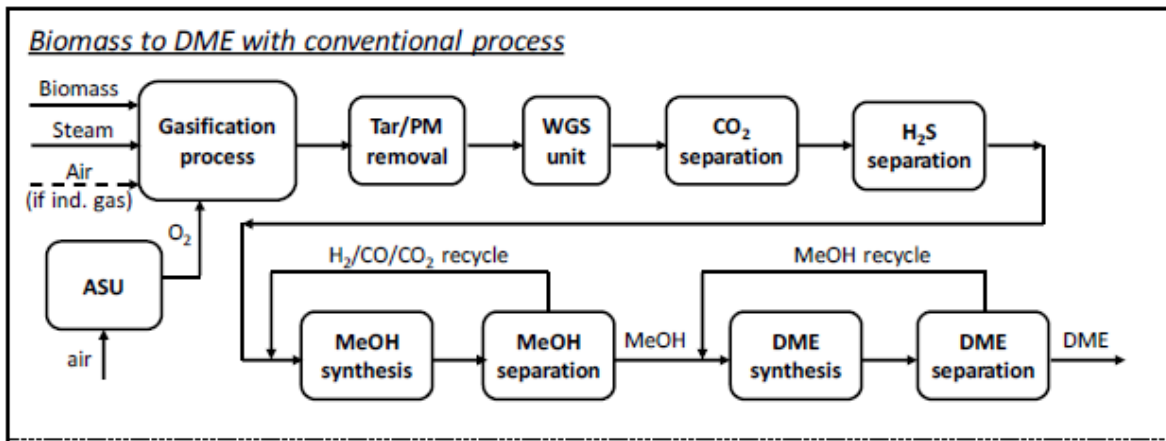 Biomass to DME with conventional process
Biomass
Steam
Air
(if ind. gas)
Gasification
process
Tar/PM
removal
WGS
unit
CO₂
separation
H₂S
separation
O₂
ASU
air
H₂/CO/CO₂ recycle
MeOH recycle
MeOH
synthesis
MeOH
separation
MeOH
DME
synthesis
DME
separation
DME